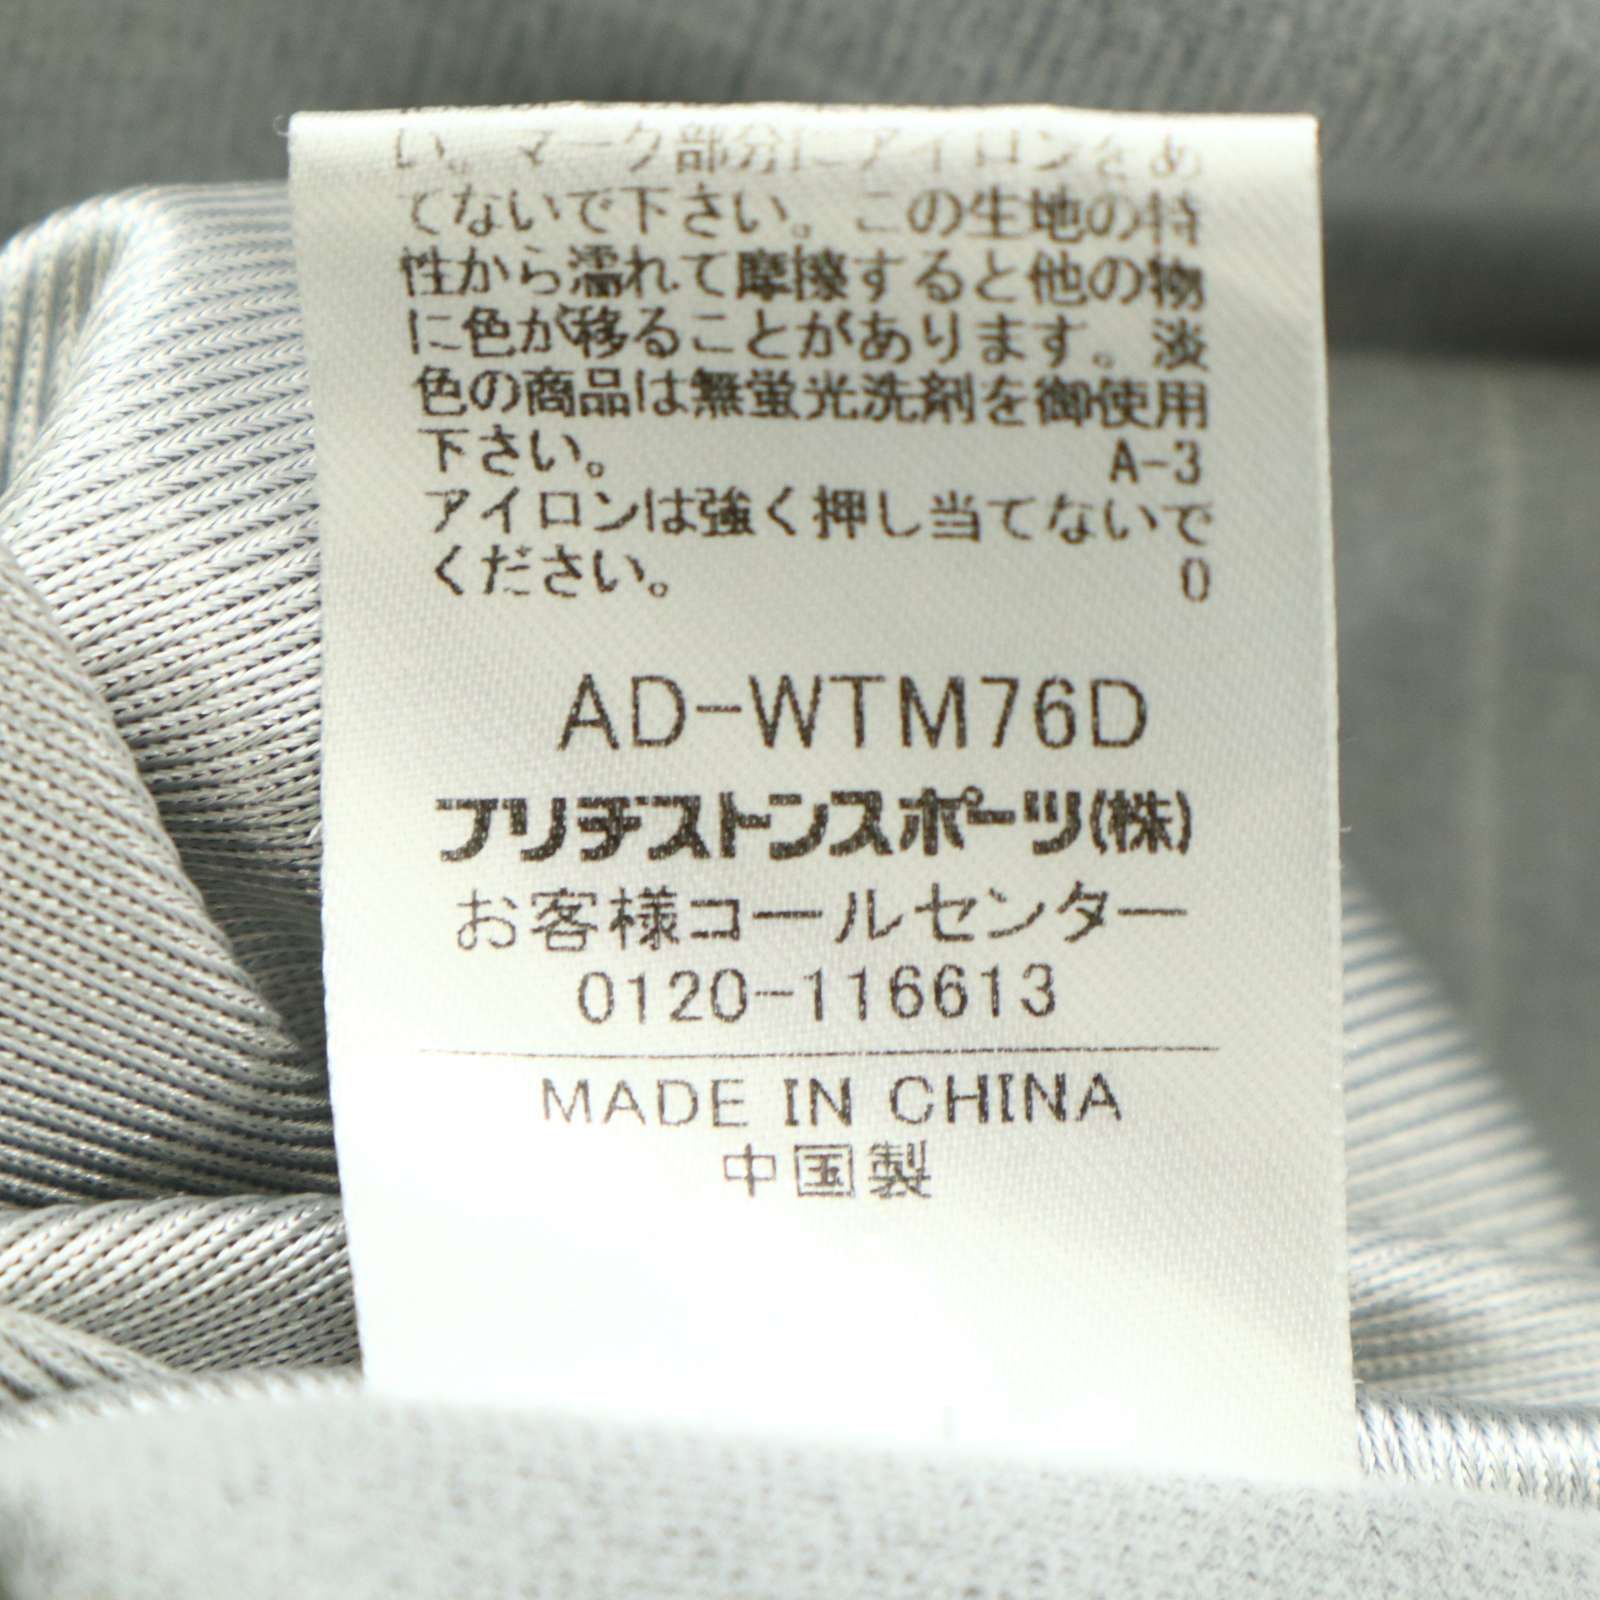 い。マーク部分にアイロンをあ
てないで下さい。この生地の特
性から濡れて摩擦すると他の物
に色が移ることがあります。淡
色の商品は無蛍光洗剤を御使用
下さい。 A-3
アイロンは強く押し当てないで
ください。 0
AD-WTM76D
ブリヂストンスポーツ(株)
お客様コールセンター
0120-116613
MADE IN CHINA
中国製